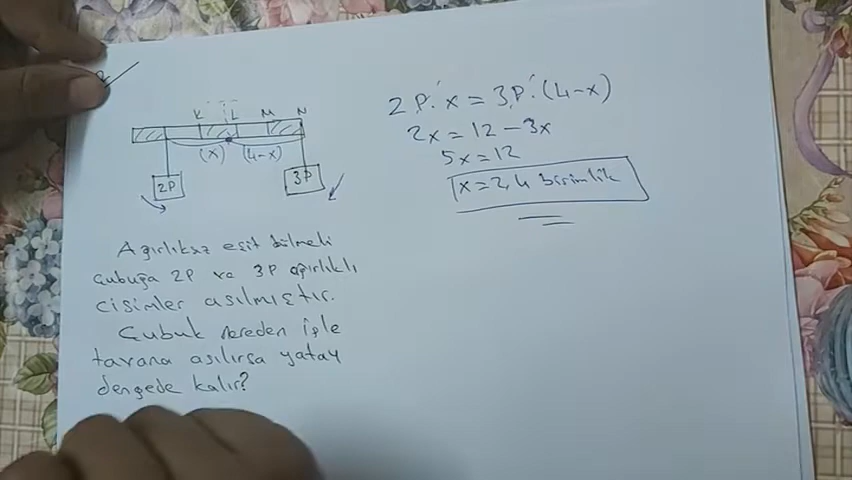 K L M N
(x) (4-x)
2P 3P
Ağırlıksız eşit bölmeli
çubuğa 2P ve 3P ağırlıklı
cisimler asılmıştır.
Çubuk nereden iple
tavana asılırsa yatay
dengede kalır?
2P.x = 3P.(4-x)
2x = 12 - 3x
5x = 12
x = 2,4 birimlik